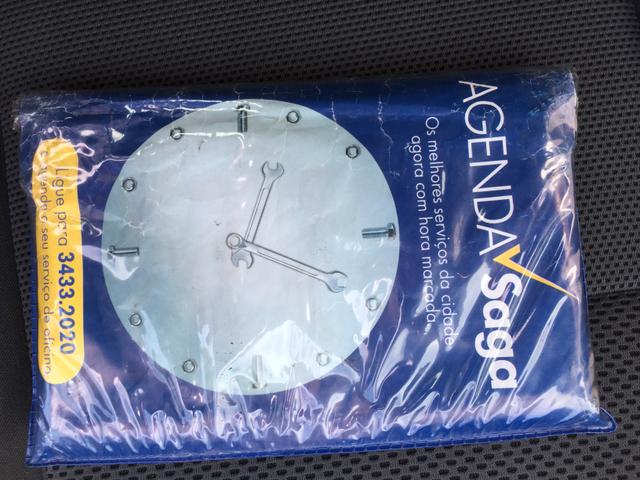 AGENDA saga
Os melhores serviços da cidade
agora com hora marcada.
Ligue para 3433.2020
e agende o seu serviço de oficina